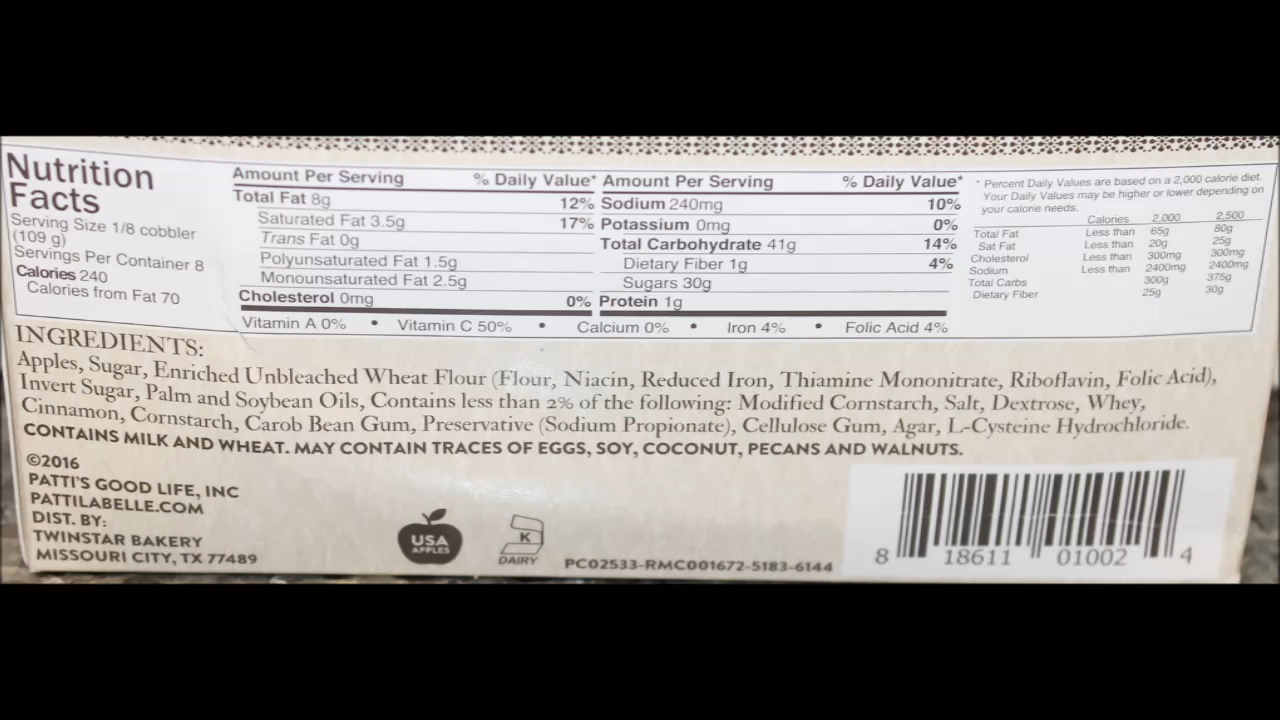 Nutrition
Facts
Serving Size 1/8 cobbler
(109 g)
Servings Per Container 8
Calories 240
Calories from Fat 70
Amount Per Serving % Daily Value*
Total Fat 8g 12%
Saturated Fat 3.5g 17%
Trans Fat 0g
Polyunsaturated Fat 1.5g
Monounsaturated Fat 2.5g
Cholesterol 0mg 0%
Amount Per Serving % Daily Value*
Sodium 240mg 10%
Potassium 0mg 0%
Total Carbohydrate 41g 14%
Dietary Fiber 1g 4%
Sugars 30g
Protein 1g
Vitamin A 0% • Vitamin C 50% • Calcium 0% • Iron 4% • Folic Acid 4%
* Percent Daily Values are based on a 2,000 calorie diet.
Your Daily Values may be higher or lower depending on
your calorie needs.
Calories 2,000 2,500
Total Fat Less than 65g 80g
Sat Fat Less than 20g 25g
Cholesterol Less than 300mg 300mg
Sodium Less than 2400mg 2400mg
Total Carbs 300g 375g
Dietary Fiber 25g 30g
INGREDIENTS:
Apples, Sugar, Enriched Unbleached Wheat Flour (Flour, Niacin, Reduced Iron, Thiamine Mononitrate, Riboflavin, Folic Acid),
Invert Sugar, Palm and Soybean Oils, Contains less than 2% of the following: Modified Cornstarch, Salt, Dextrose, Whey,
Cinnamon, Cornstarch, Carob Bean Gum, Preservative (Sodium Propionate), Cellulose Gum, Agar, L-Cysteine Hydrochloride.
CONTAINS MILK AND WHEAT. MAY CONTAIN TRACES OF EGGS, SOY, COCONUT, PECANS AND WALNUTS.
©2016
PATTI'S GOOD LIFE, INC
PATTILABELLE.COM
DIST. BY:
TWINSTAR BAKERY
MISSOURI CITY, TX 77489
USA
APPLES
K
DAIRY
PC02533-RMC001672-5183-6144
8 18611 01002 4